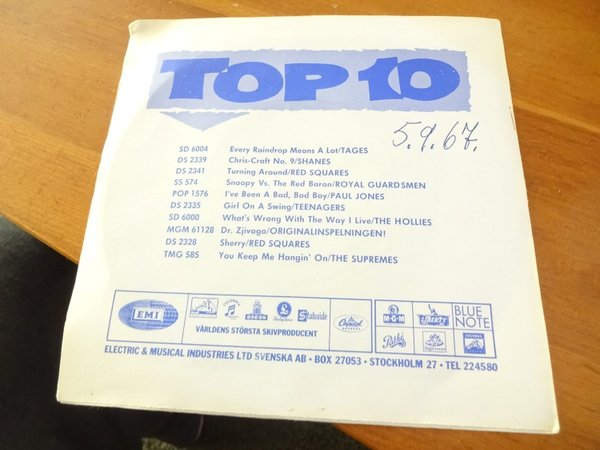 TOP 10
5.9.67.
SD 6004 Every Raindrop Means A Lot/TAGES
DS 2339 Chris-Craft No. 9/SHANES
DS 2341 Turning Around/RED SQUARES
SS 574 Snoopy Vs. The Red Baron/ROYAL GUARDSMEN
POP 1576 I've Been A Bad, Bad Boy/PAUL JONES
DS 2335 Girl On A Swing/TEENAGERS
SD 6000 What's Wrong With The Way I Live/THE HOLLIES
MGM 61128 Dr. Zjivago/ORIGINALINSPELNINGEN!
DS 2328 Sherry/RED SQUARES
TMG 585 You Keep Me Hangin' On/THE SUPREMES
EMI ODEON Stateside Capitol M-G-M LIBERTY BLUE NOTE
VÄRLDENS STÖRSTA SKIVPRODUCENT Pathé
ELECTRIC & MUSICAL INDUSTRIES LTD SVENSKA AB • BOX 27053 • STOCKHOLM 27 • TEL 224580